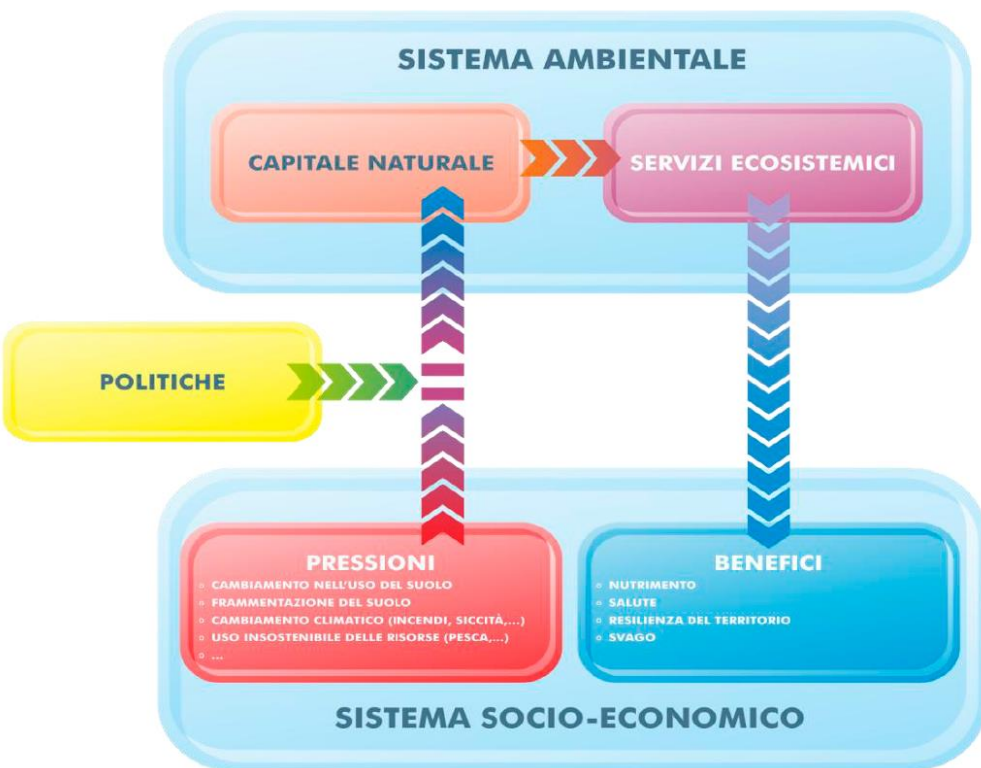 SISTEMA AMBIENTALE
CAPITALE NATURALE
SERVIZI ECOSISTEMICI
POLITICHE
PRESSIONI
○ CAMBIAMENTO NELL'USO DEL SUOLO
○ FRAMMENTAZIONE DEL SUOLO
○ CAMBIAMENTO CLIMATICO (INCENDI, SICCITÀ,...)
○ USO INSOSTENIBILE DELLE RISORSE (PESCA,...)
○ ...
BENEFICI
○ NUTRIMENTO
○ SALUTE
○ RESILIENZA DEL TERRITORIO
○ SVAGO
SISTEMA SOCIO-ECONOMICO